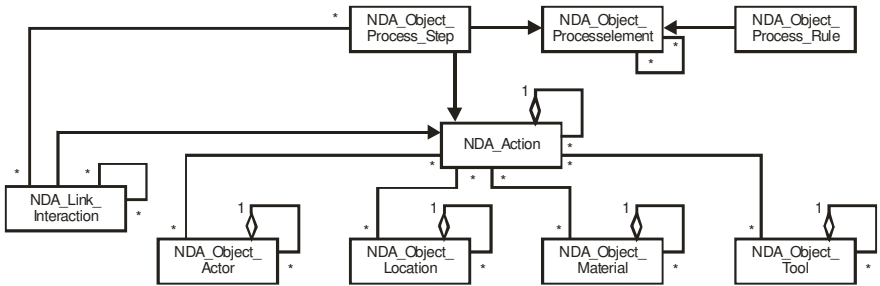 NDA_Object_
Process_Step
NDA_Object_
Processelement
NDA_Object_
Process_Rule
*
*
*
1
NDA_Action
*
*
*
*
*
*
*
*
NDA_Link_
Interaction
*
*
1
NDA_Object_
Actor
*
*
1
NDA_Object_
Location
*
*
1
NDA_Object_
Material
*
*
1
NDA_Object_
Tool
*